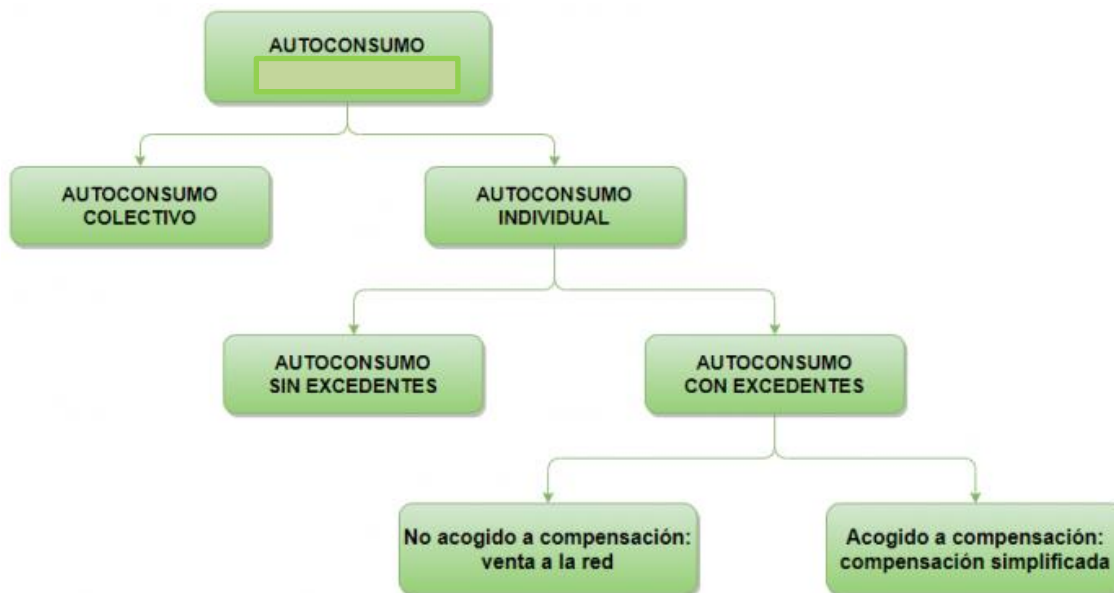 AUTOCONSUMO
AUTOCONSUMO
COLECTIVO
AUTOCONSUMO
INDIVIDUAL
AUTOCONSUMO
SIN EXCEDENTES
AUTOCONSUMO
CON EXCEDENTES
No acogido a compensación:
venta a la red
Acogido a compensación:
compensación simplificada